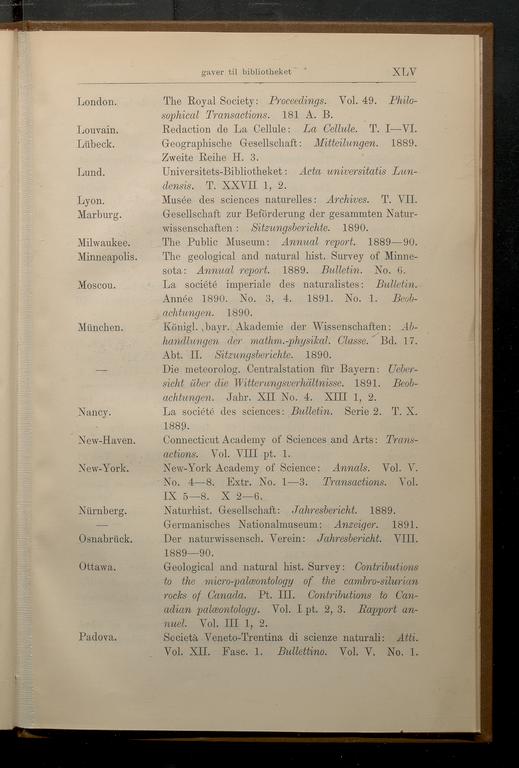 gaver til bibliotheket XLV
London. The Royal Society: Proceedings. Vol. 49. Philo-
sophical Transactions. 181 A. B.
Louvain. Redaction de La Cellule: La Cellule. T. I—VI.
Lübeck. Geographische Gesellschaft: Mitteilungen. 1889.
Zweite Reihe H. 3.
Lund. Universitets-Bibliotheket: Acta universitatis Lun-
densis. T. XXVII 1, 2.
Lyon. Musée des sciences naturelles: Archives. T. VII.
Marburg. Gesellschaft zur Beförderung der gesammten Natur-
wissenschaften: Sitzungsberichte. 1890.
Milwaukee. The Public Museum: Annual report. 1889—90.
Minneapolis. The geological and natural hist. Survey of Minne-
sota: Annual report. 1889. Bulletin. No. 6.
Moscou. La société imperiale des naturalistes: Bulletin.
Année 1890. No. 3, 4. 1891. No. 1. Beob-
achtungen. 1890.
München. Königl. bayr. Akademie der Wissenschaften: Ab-
handlungen der mathm.-physikal. Classe. Bd. 17.
Abt. II. Sitzungsberichte. 1890.
— Die meteorolog. Centralstation für Bayern: Ueber-
sicht über die Witterungsverhältnisse. 1891. Beob-
achtungen. Jahr. XII No. 4. XIII 1, 2.
Nancy. La société des sciences: Bulletin. Serie 2. T. X.
1889.
New-Haven. Connecticut Academy of Sciences and Arts: Trans-
actions. Vol. VIII pt. 1.
New-York. New-York Academy of Science: Annals. Vol. V.
No. 4—8. Extr. No. 1—3. Transactions. Vol.
IX 5—8. X 2—6.
Nürnberg. Naturhist. Gesellschaft: Jahresbericht. 1889.
— Germanisches Nationalmuseum: Anzeiger. 1891.
Osnabrück. Der naturwissensch. Verein: Jahresbericht. VIII.
1889—90.
Ottawa. Geological and natural hist. Survey: Contributions
to the micro-palæontology of the cambro-silurian
rocks of Canada. Pt. III. Contributions to Can-
adian palæontology. Vol. I pt. 2, 3. Rapport an-
nuel. Vol. III 1, 2.
Padova. Società Veneto-Trentina di scienze naturali: Atti.
Vol. XII. Fasc. 1. Bullettino. Vol. V. No. 1.